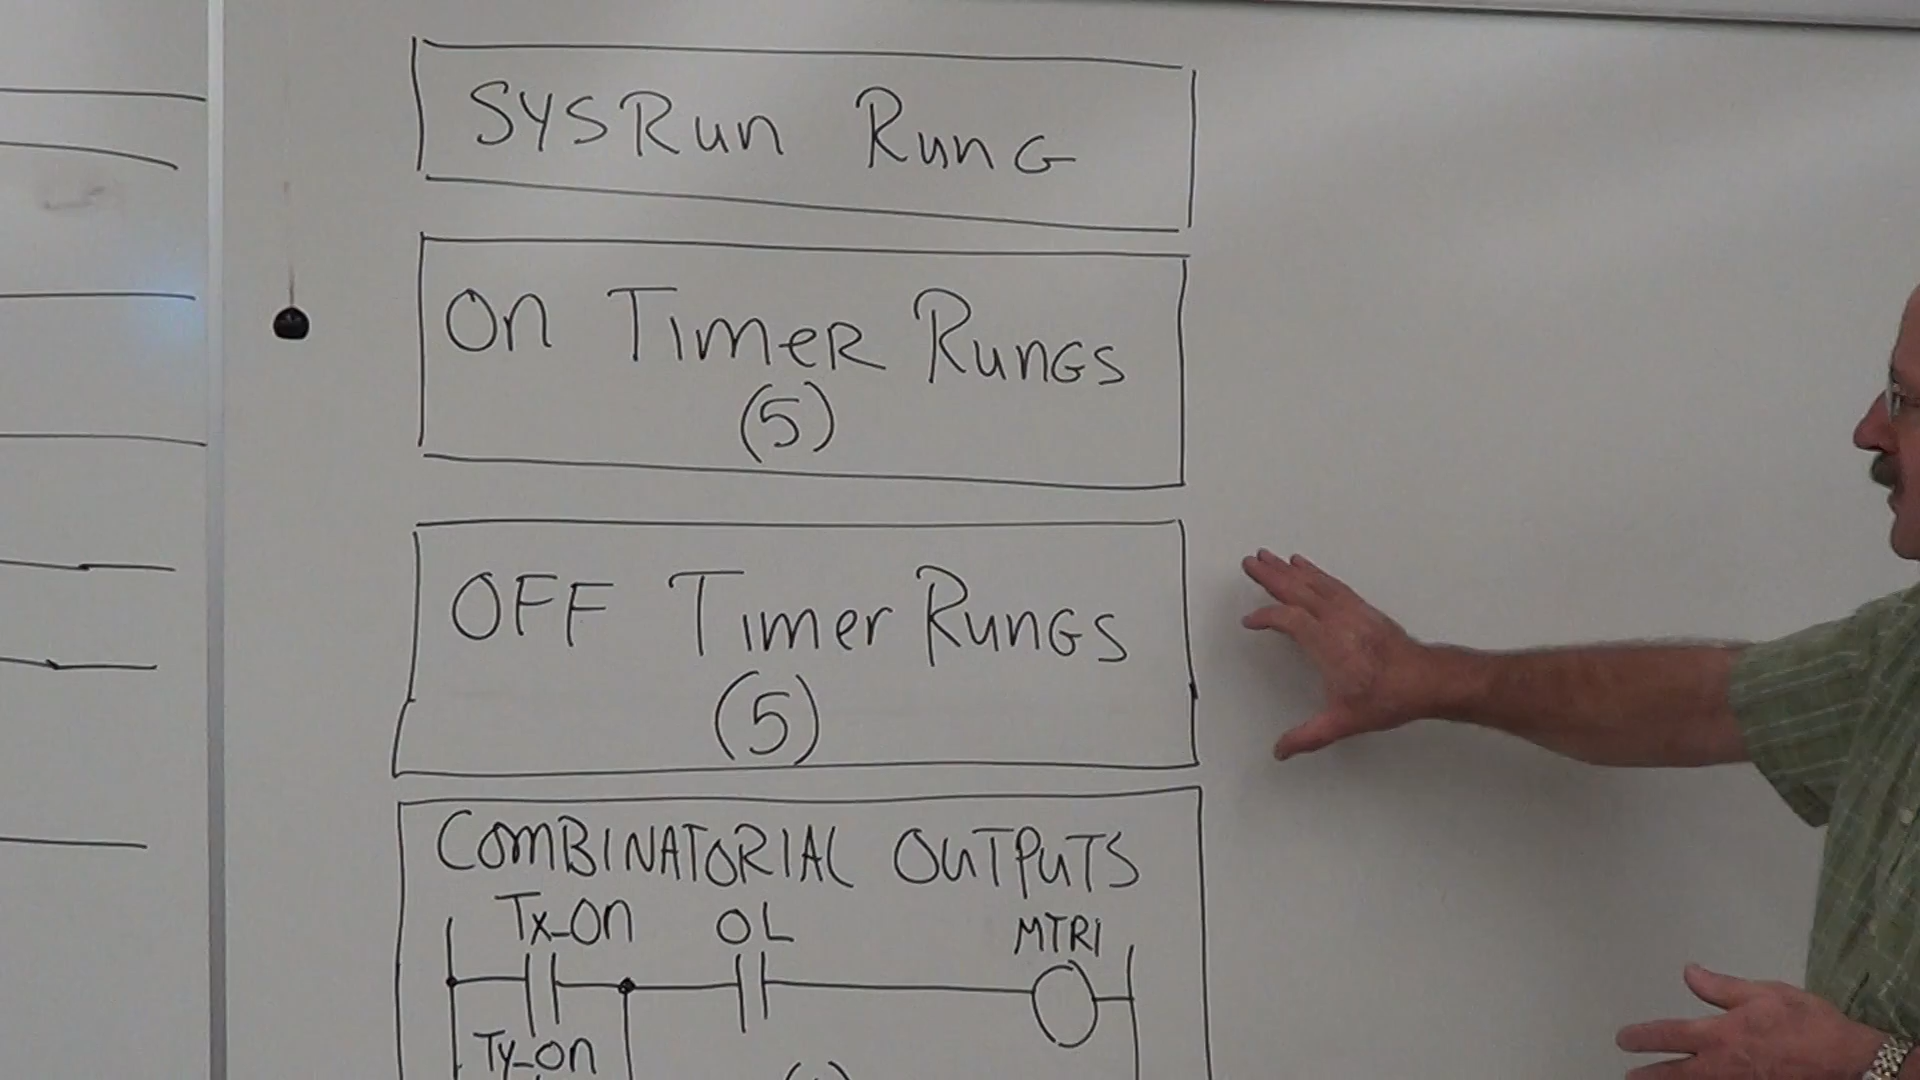 SYSRun RunG
On TimeR RunGs
(5)
OFF Timer RunGs
(5)
COMBINATORIAL OUTPUTS
Tx_On OL MTR1
Ty_on